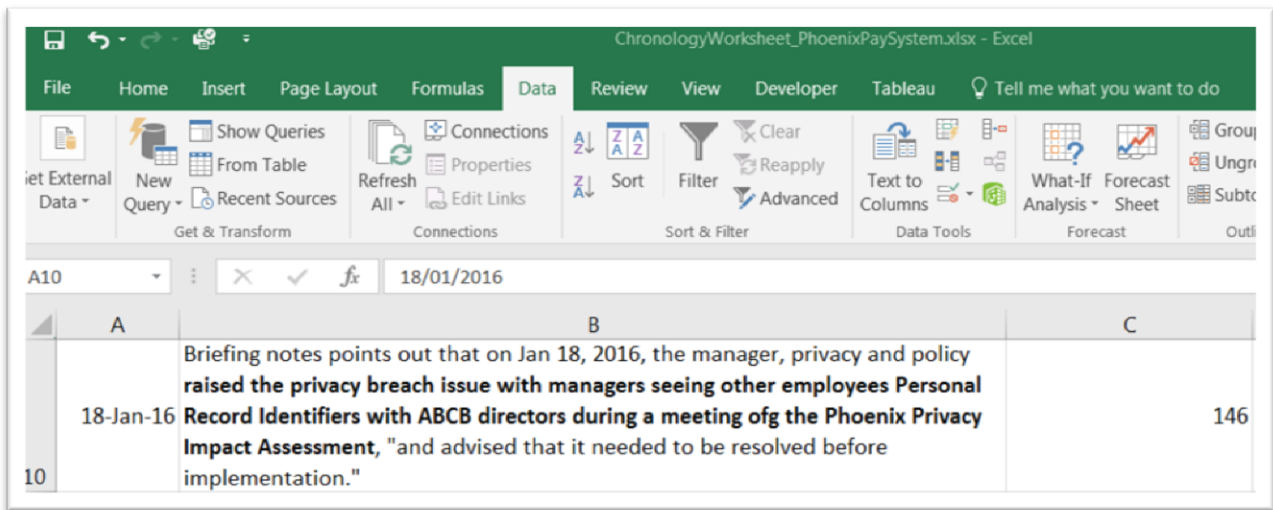 ChronologyWorksheet_PhoenixPaySystem.xlsx - Excel
File Home Insert Page Layout Formulas Data Review View Developer Tableau Tell me what you want to do
Show Queries
From Table
Recent Sources
New
Query
External
Data
Get & Transform
Refresh
All
Connections
Properties
Edit Links
Connections
Sort
Filter
Clear
Reapply
Advanced
Sort & Filter
Text to
Columns
Data Tools
What-If
Analysis
Forecast
Sheet
Forecast
A10 fx 18/01/2016
A B C
10 18-Jan-16 Briefing notes points out that on Jan 18, 2016, the manager, privacy and policy
raised the privacy breach issue with managers seeing other employees Personal
Record Identifiers with ABCB directors during a meeting ofg the Phoenix Privacy
Impact Assessment, "and advised that it needed to be resolved before
implementation."
146